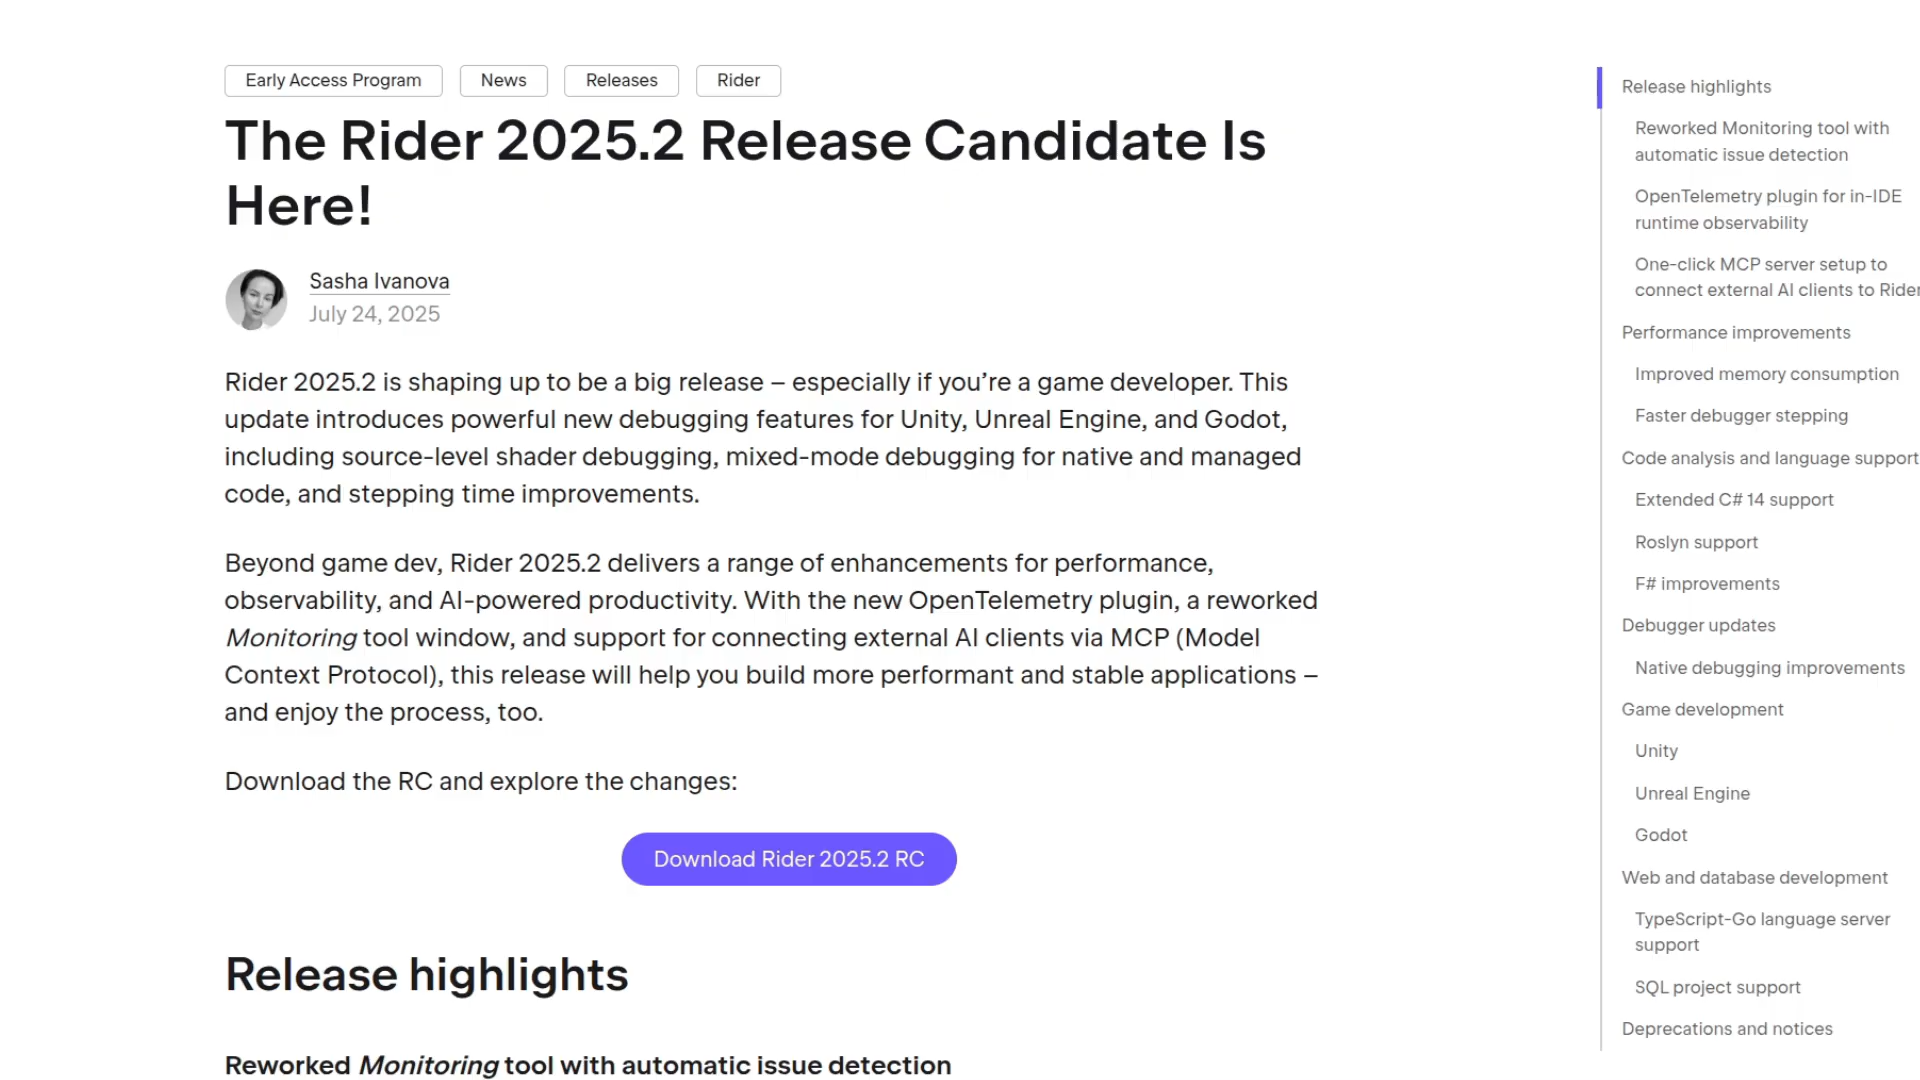 Early Access Program
News
Releases
Rider
The Rider 2025.2 Release Candidate Is
Here!
Sasha Ivanova
July 24, 2025
Rider 2025.2 is shaping up to be a big release – especially if you’re a game developer. This
update introduces powerful new debugging features for Unity, Unreal Engine, and Godot,
including source-level shader debugging, mixed-mode debugging for native and managed
code, and stepping time improvements.
Beyond game dev, Rider 2025.2 delivers a range of enhancements for performance,
observability, and AI-powered productivity. With the new OpenTelemetry plugin, a reworked
Monitoring tool window, and support for connecting external AI clients via MCP (Model
Context Protocol), this release will help you build more performant and stable applications –
and enjoy the process, too.
Download the RC and explore the changes:
Download Rider 2025.2 RC
Release highlights
Reworked Monitoring tool with automatic issue detection
Release highlights
Reworked Monitoring tool with
automatic issue detection
OpenTelemetry plugin for in-IDE
runtime observability
One-click MCP server setup to
connect external AI clients to Rider
Performance improvements
Improved memory consumption
Faster debugger stepping
Code analysis and language support
Extended C# 14 support
Roslyn support
F# improvements
Debugger updates
Native debugging improvements
Game development
Unity
Unreal Engine
Godot
Web and database development
TypeScript-Go language server
support
SQL project support
Deprecations and notices